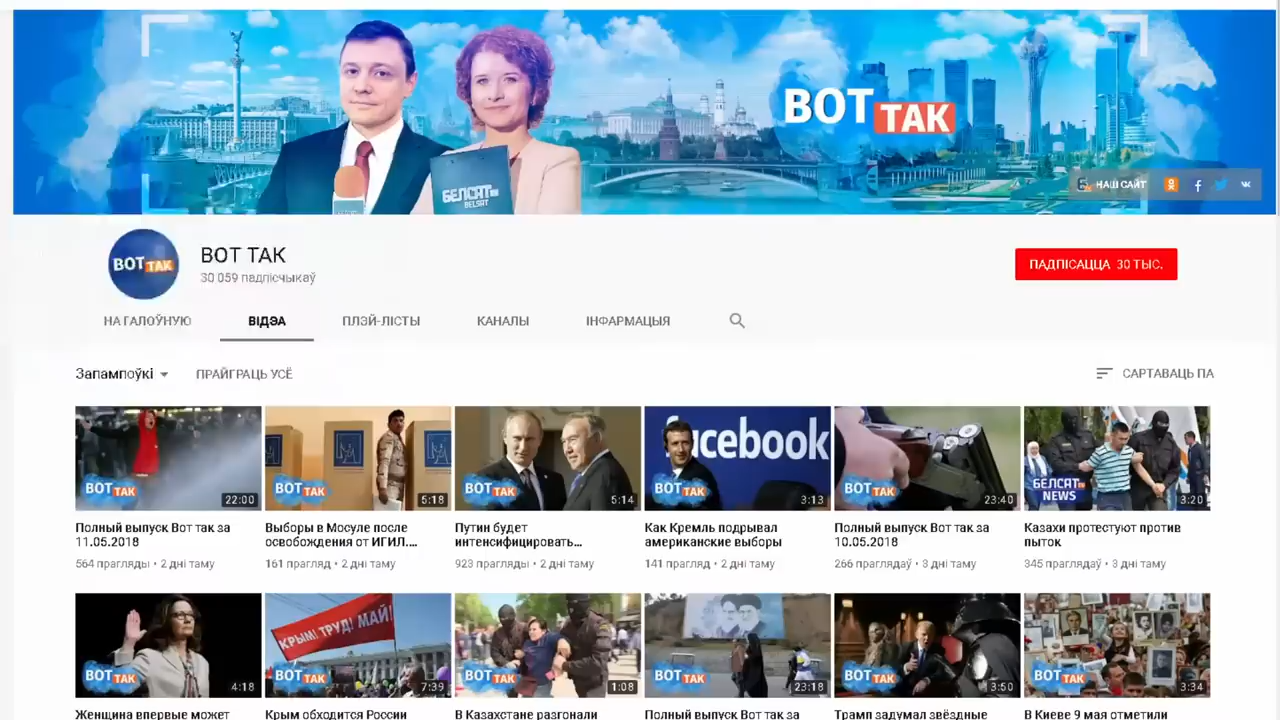 ВОТ ТАК
БЕЛСАТ TV
BELSAT
НАШ САЙТ
ВОТ ТАК
ВОТ ТАК
30 059 падпісчыкаў
ПАДПІСАЦЦА 30 ТЫС.
НА ГАЛОЎНУЮ
ВІДЭА
ПЛЭЙ-ЛІСТЫ
КАНАЛЫ
ІНФАРМАЦЫЯ
Запампоўкі
ПРАЙГРАЦЬ УСЁ
САРТАВАЦЬ ПА
ВОТ ТАК
22:00
ВОТ ТАК
5:18
ВОТ ТАК
5:14
facebook
ВОТ ТАК
3:13
ВОТ ТАК
23:40
БЕЛСАТ TV
NEWS
3:20
Полный выпуск Вот так за
11.05.2018
564 прагляды • 2 дні таму
Выборы в Мосуле после
освобождения от ИГИЛ....
161 прагляд • 2 дні таму
Путин будет
интенсифицировать...
923 прагляды • 2 дні таму
Как Кремль подрывал
американские выборы
141 прагляд • 2 дні таму
Полный выпуск Вот так за
10.05.2018
266 праглядаў • 3 дні таму
Казахи протестуют против
пыток
345 праглядаў • 3 дні таму
ВОТ ТАК
4:18
КРЫМ! ТРУД! МАЙ!
ВОТ ТАК
7:39
ВОТ ТАК
1:08
ВОТ ТАК
23:18
ВОТ ТАК
3:50
ВОТ ТАК
3:34
Женщина впервые может
Крым обходится России
В Казахстане разгонали
Полный выпуск Вот так за
Трамп задумал звёздные
В Киеве 9 мая отметили